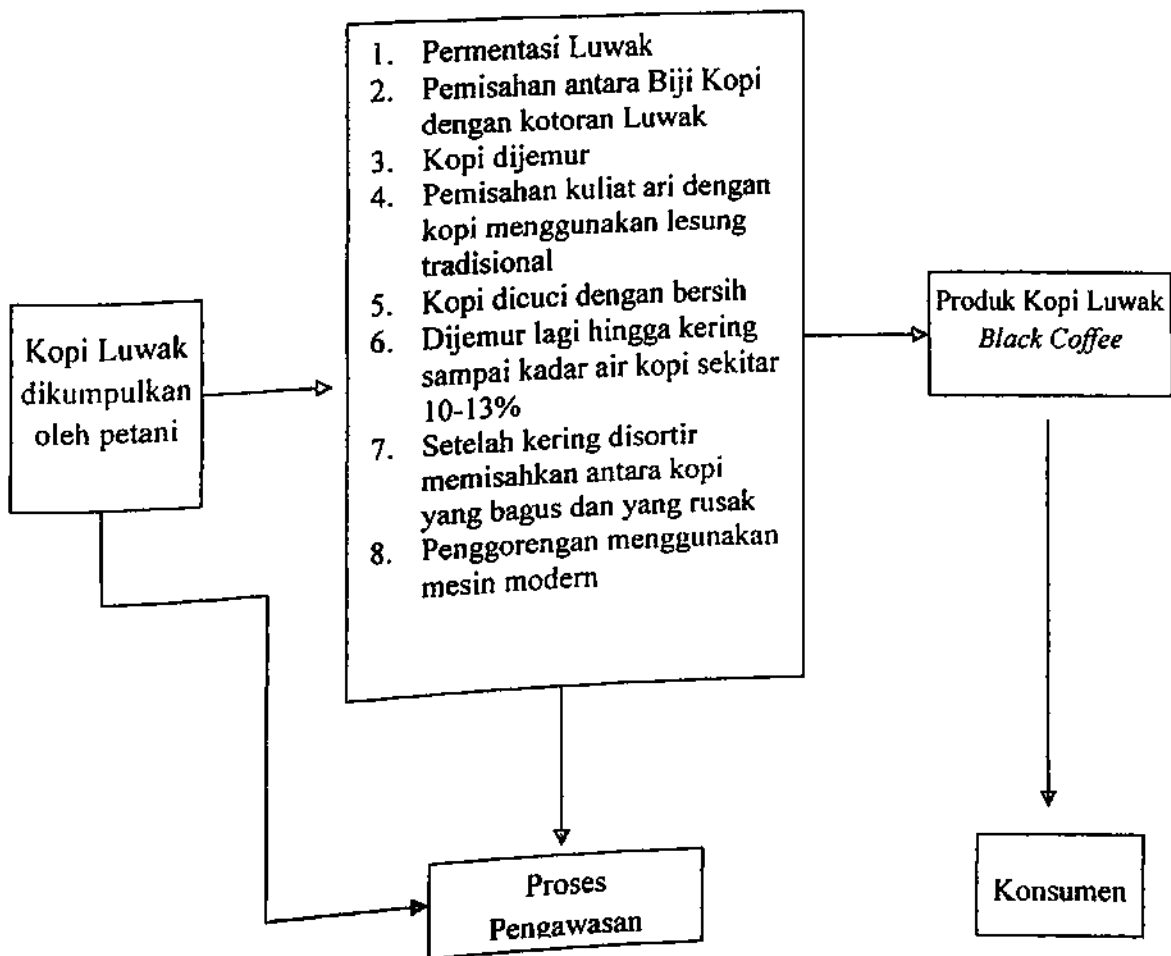 Kopi Luwak
dikumpulkan
oleh petani
1. Permentasi Luwak
2. Pemisahan antara Biji Kopi
dengan kotoran Luwak
3. Kopi dijemur
4. Pemisahan kuliat ari dengan
kopi menggunakan lesung
tradisional
5. Kopi dicuci dengan bersih
6. Dijemur lagi hingga kering
sampai kadar air kopi sekitar
10-13%
7. Setelah kering disortir
memisahkan antara kopi
yang bagus dan yang rusak
8. Penggorengan menggunakan
mesin modern
Produk Kopi Luwak
Black Coffee
Proses
Pengawasan
Konsumen